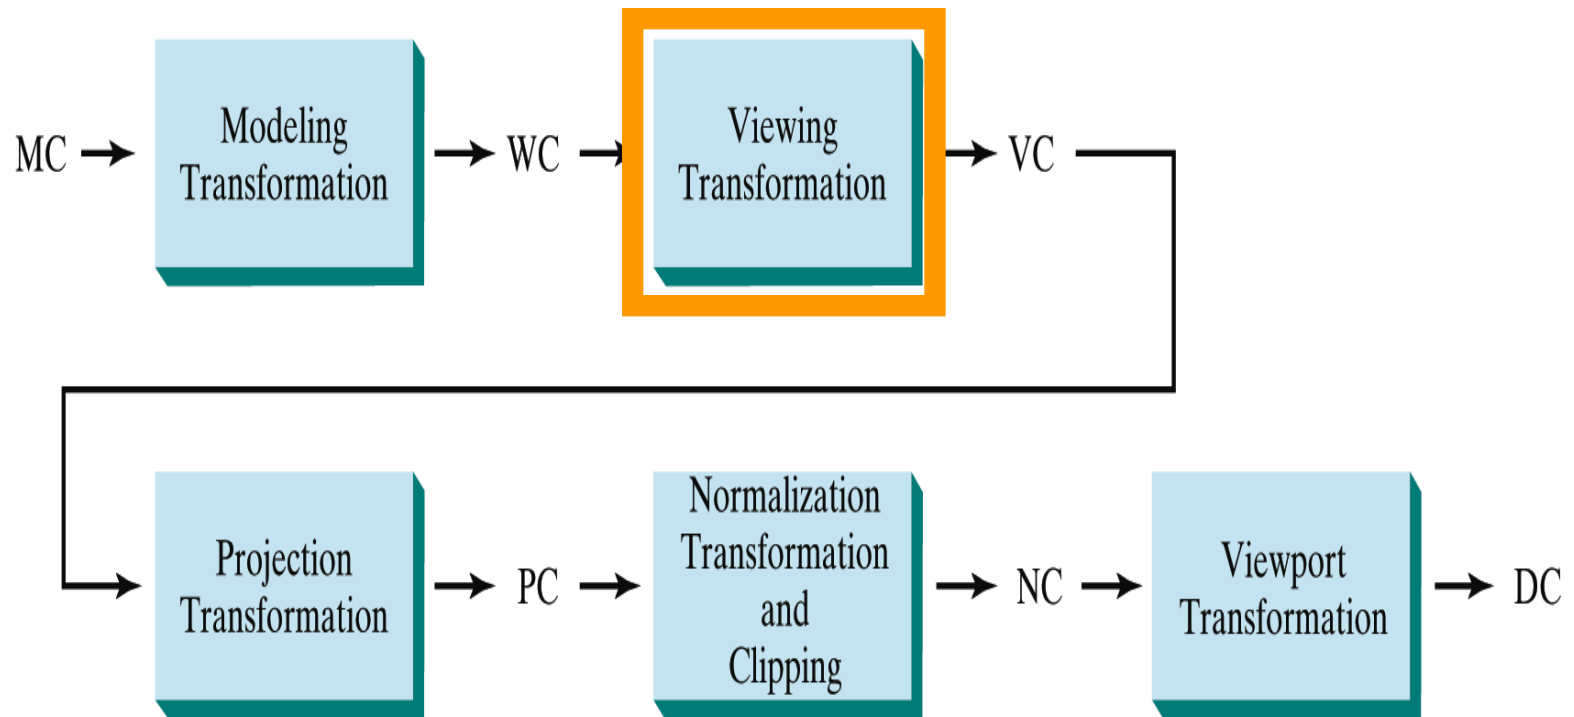 MC
Modeling
Transformation
WC
Viewing
Transformation
VC
Projection
Transformation
PC
Normalization
Transformation
and
Clipping
NC
Viewport
Transformation
DC